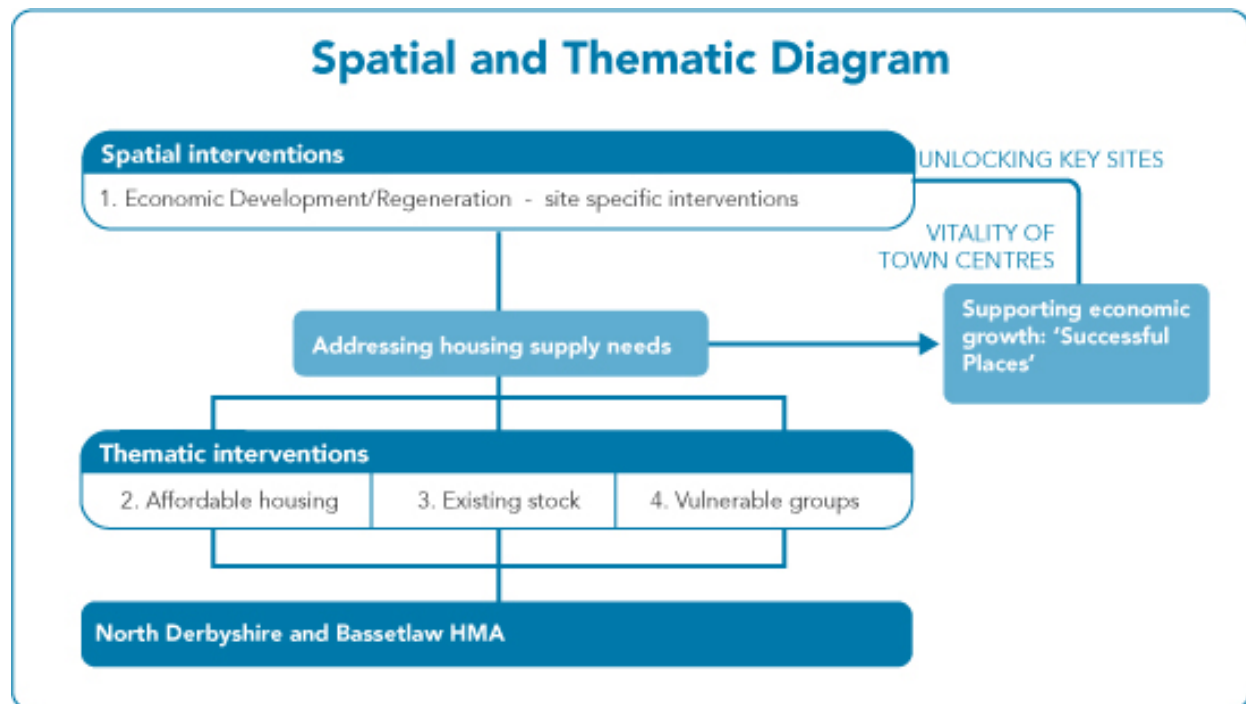 Spatial and Thematic Diagram
Spatial interventions
1. Economic Development/Regeneration - site specific interventions
UNLOCKING KEY SITES
VITALITY OF
TOWN CENTRES
Addressing housing supply needs
Supporting economic
growth: ‘Successful
Places’
Thematic interventions
2. Affordable housing
3. Existing stock
4. Vulnerable groups
North Derbyshire and Bassetlaw HMA